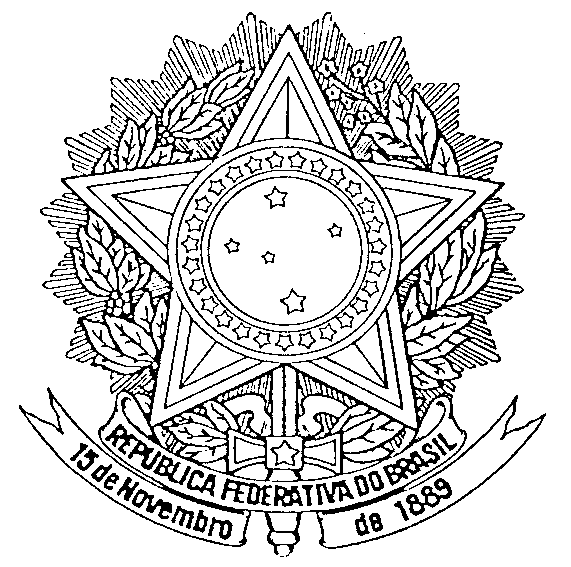 REPUBLICA FEDERATIVA DO BRASIL
15 de Novembro de 1889